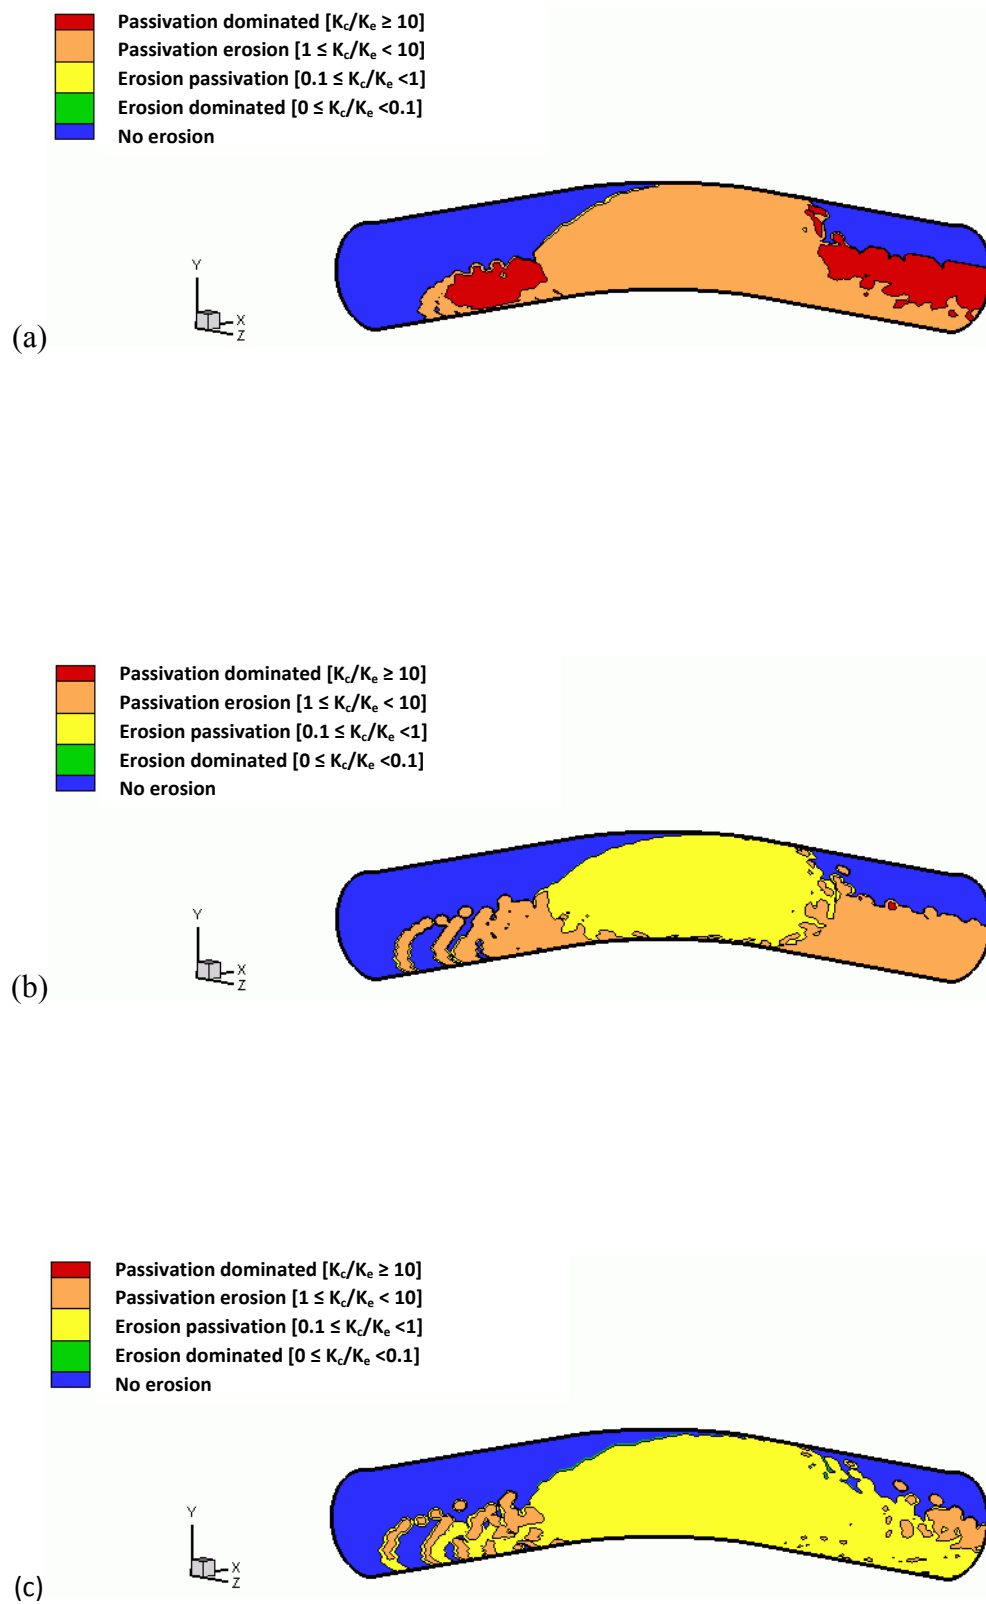 Passivation dominated [Kc/Ke ≥ 10]
Passivation erosion [1 ≤ Kc/Ke < 10]
Erosion passivation [0.1 ≤ Kc/Ke <1]
Erosion dominated [0 ≤ Kc/Ke <0.1]
No erosion
Y
X
Z
(a)
Passivation dominated [Kc/Ke ≥ 10]
Passivation erosion [1 ≤ Kc/Ke < 10]
Erosion passivation [0.1 ≤ Kc/Ke <1]
Erosion dominated [0 ≤ Kc/Ke <0.1]
No erosion
Y
X
Z
(b)
Passivation dominated [Kc/Ke ≥ 10]
Passivation erosion [1 ≤ Kc/Ke < 10]
Erosion passivation [0.1 ≤ Kc/Ke <1]
Erosion dominated [0 ≤ Kc/Ke <0.1]
No erosion
Y
X
Z
(c)